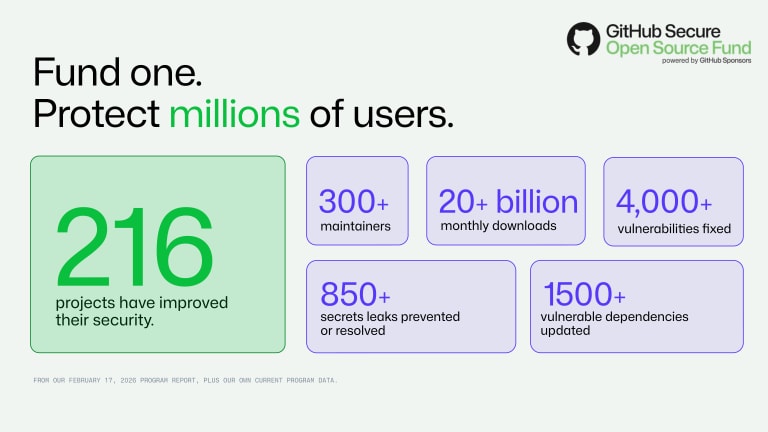 GitHub Secure
Open Source Fund
powered by GitHub Sponsors
Fund one.
Protect millions of users.
216
projects have improved
their security.
300+
maintainers
20+ billion
monthly downloads
4,000+
vulnerabilities fixed
850+
secrets leaks prevented
or resolved
1500+
vulnerable dependencies
updated
FROM OUR FEBRUARY 17, 2026 PROGRAM REPORT, PLUS OUR OWN CURRENT PROGRAM DATA.